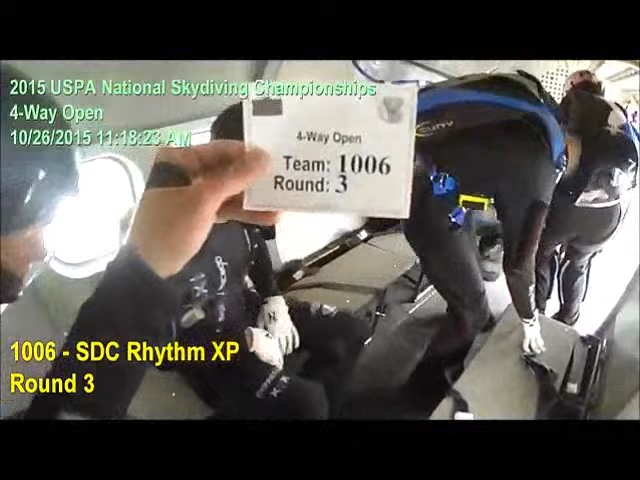 2015 USPA National Skydiving Championships
4-Way Open
10/26/2015 11:18:23 AM
4-Way Open
Team: 1006
Round: 3
1006 - SDC Rhythm XP
Round 3